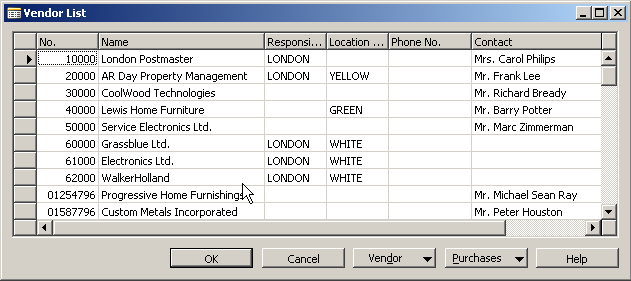 Vendor List
No. Name Responsi... Location ... Phone No. Contact
10000 London Postmaster LONDON Mrs. Carol Philips
20000 AR Day Property Management LONDON YELLOW Mr. Frank Lee
30000 CoolWood Technologies Mr. Richard Bready
40000 Lewis Home Furniture GREEN Mr. Barry Potter
50000 Service Electronics Ltd. Mr. Marc Zimmerman
60000 Grassblue Ltd. LONDON WHITE
61000 Electronics Ltd. LONDON WHITE
62000 WalkerHolland LONDON WHITE
01254796 Progressive Home Furnishings Mr. Michael Sean Ray
01587796 Custom Metals Incorporated Mr. Peter Houston
OK Cancel Vendor Purchases Help